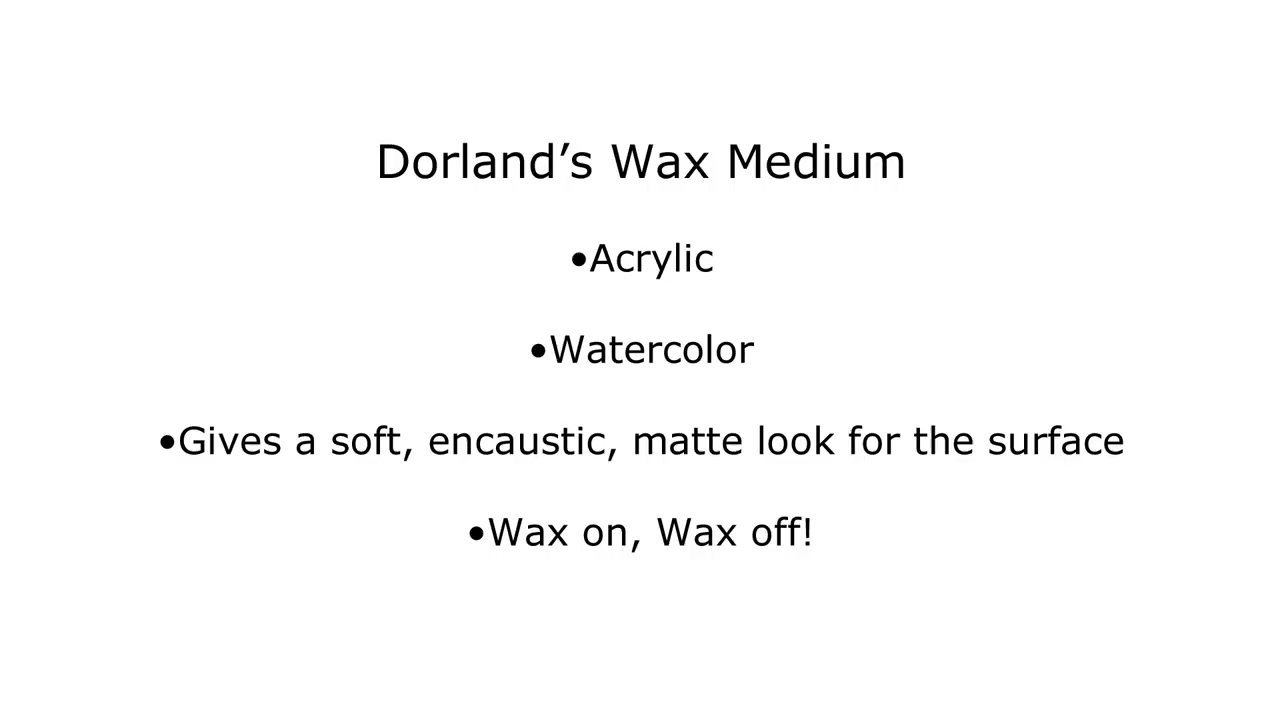 Dorland’s Wax Medium
•Acrylic
•Watercolor
•Gives a soft, encaustic, matte look for the surface
•Wax on, Wax off!